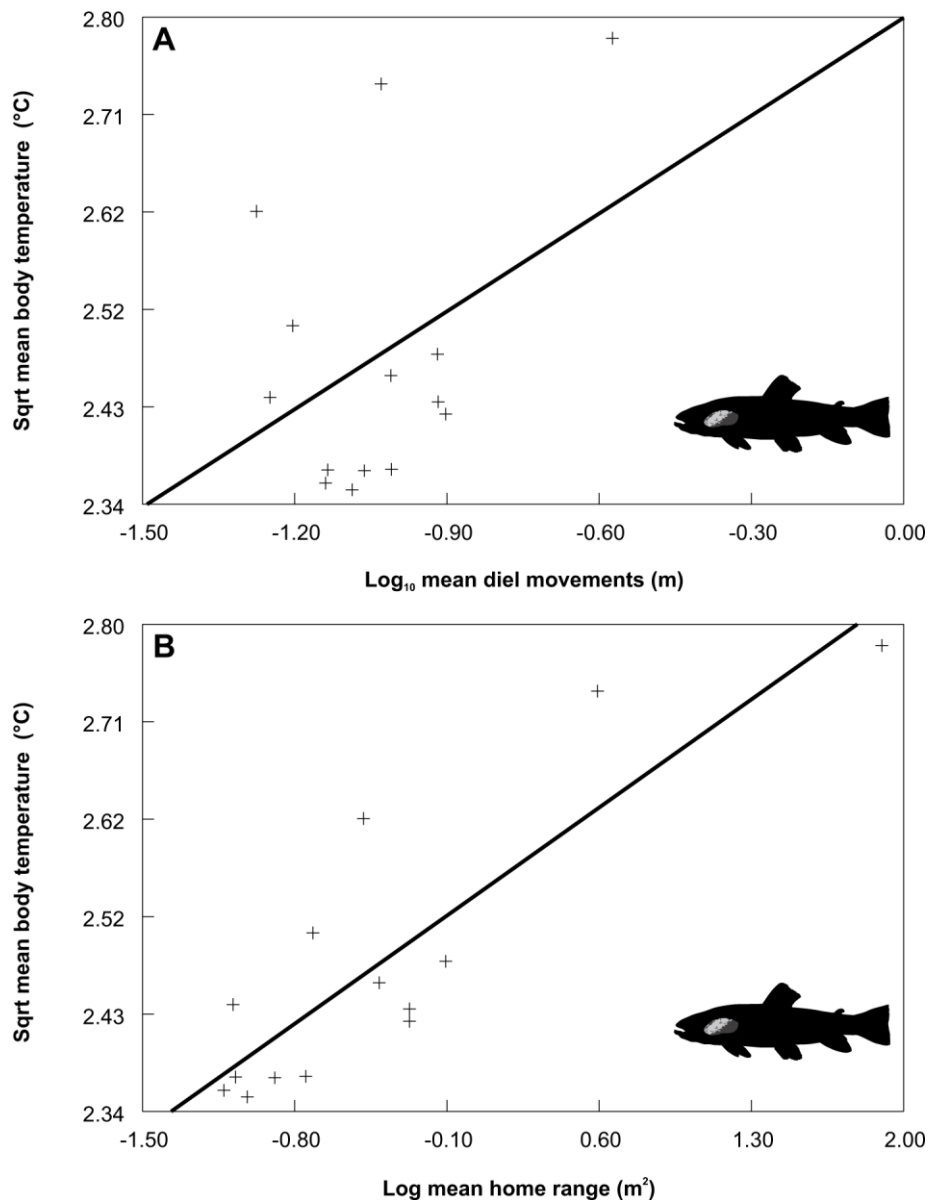 A
Sqrt mean body temperature (°C)
2.80
2.71
2.62
2.52
2.43
2.34
-1.50 -1.20 -0.90 -0.60 -0.30 0.00
Log₁₀ mean diel movements (m)
B
Sqrt mean body temperature (°C)
2.80
2.71
2.62
2.52
2.43
2.34
-1.50 -0.80 -0.10 0.60 1.30 2.00
Log mean home range (m²)